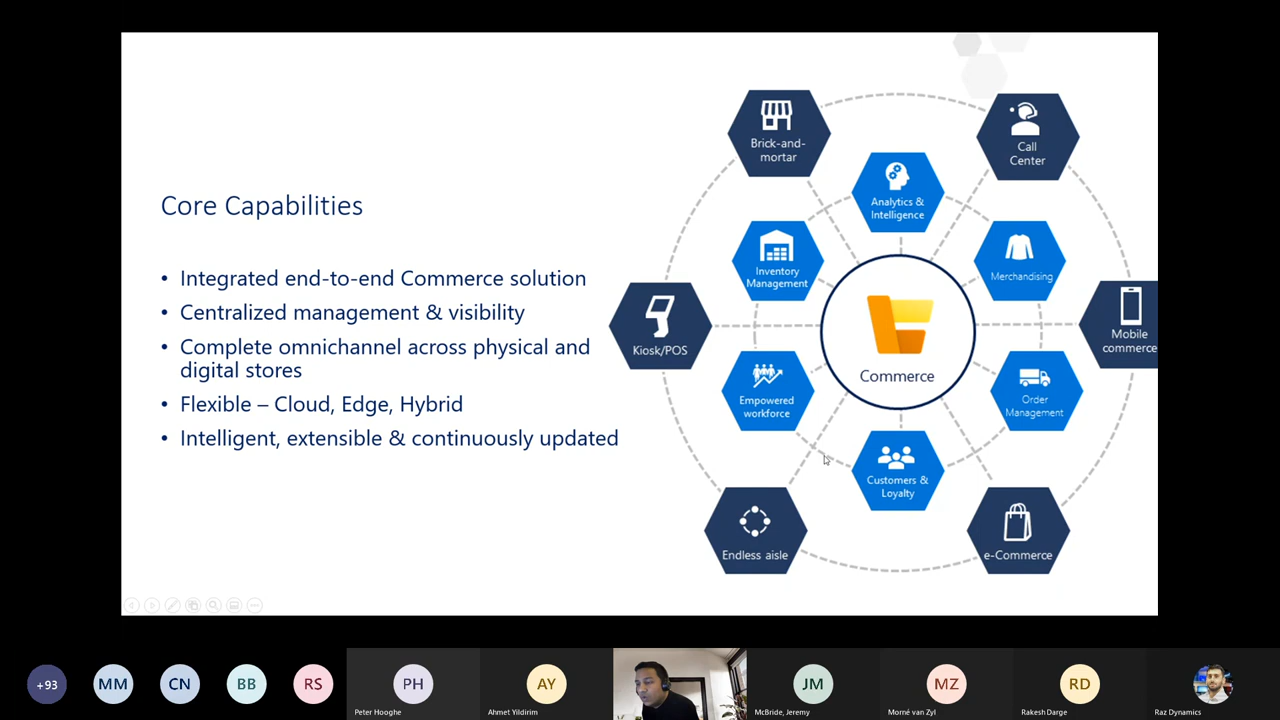 Core Capabilities
• Integrated end-to-end Commerce solution
• Centralized management & visibility
• Complete omnichannel across physical and
digital stores
• Flexible – Cloud, Edge, Hybrid
• Intelligent, extensible & continuously updated
Brick-and-
mortar
Call
Center
Analytics &
Intelligence
Inventory
Management
Merchandising
Kiosk/POS
Commerce
Mobile
commerce
Empowered
workforce
Order
Management
Customers &
Loyalty
Endless aisle
e-Commerce
+93
MM
CN
BB
RS
PH
Peter Hooghe
AY
Ahmet Yildirim
JM
McBride, Jeremy
MZ
Morné van Zyl
RD
Rakesh Darge
Raz Dynamics